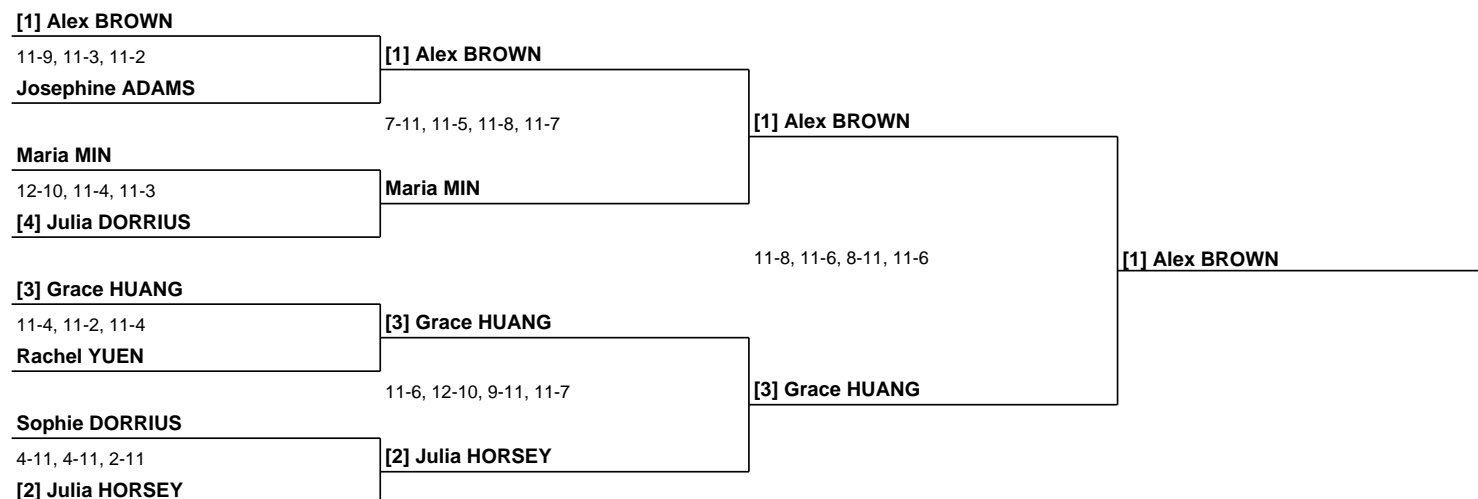 [1] Alex BROWN
11-9, 11-3, 11-2
[1] Alex BROWN
Josephine ADAMS
7-11, 11-5, 11-8, 11-7
[1] Alex BROWN
Maria MIN
12-10, 11-4, 11-3
Maria MIN
[4] Julia DORRIUS
11-8, 11-6, 8-11, 11-6
[1] Alex BROWN
[3] Grace HUANG
11-4, 11-2, 11-4
[3] Grace HUANG
Rachel YUEN
11-6, 12-10, 9-11, 11-7
[3] Grace HUANG
Sophie DORRIUS
4-11, 4-11, 2-11
[2] Julia HORSEY
[2] Julia HORSEY